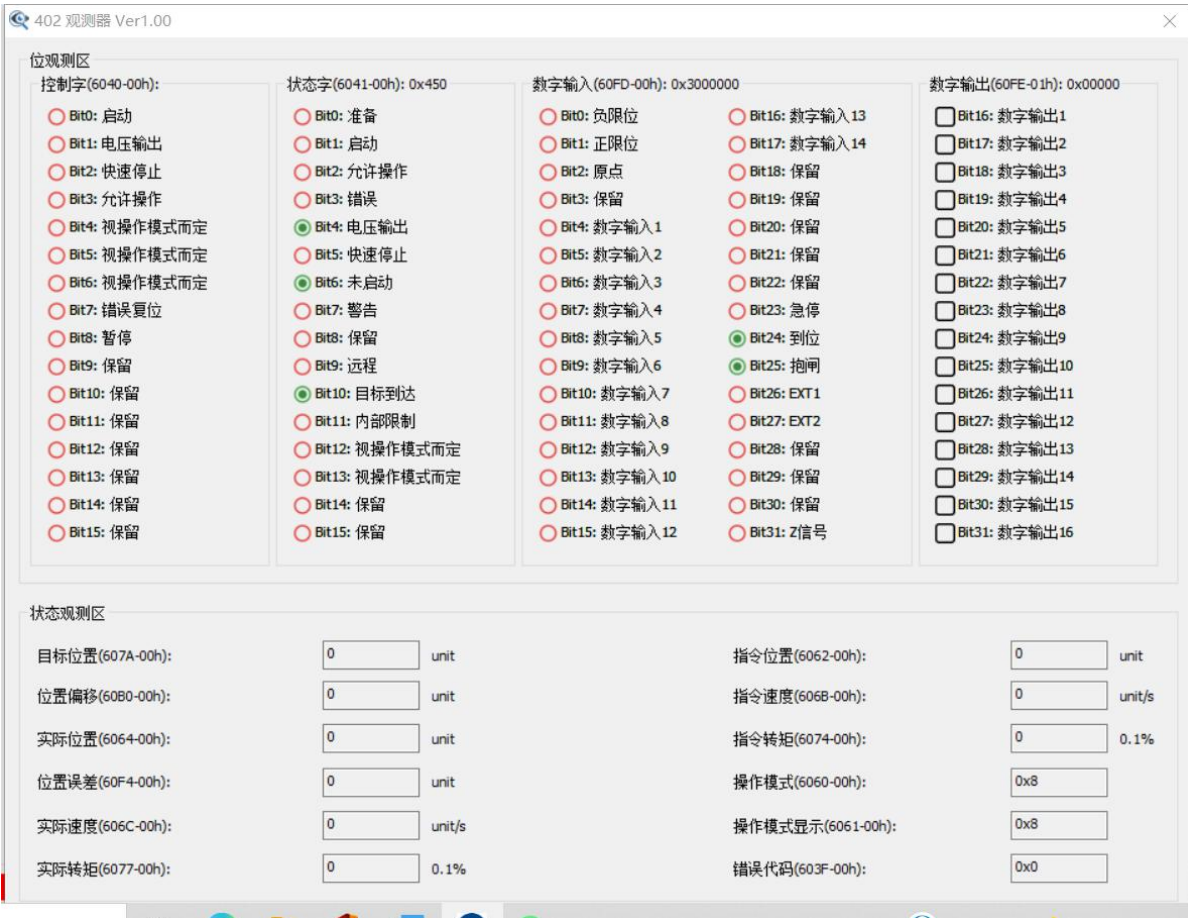 402 观测器 Ver1.00
位观测区
控制字(6040-00h):
Bit0: 启动
Bit1: 电压输出
Bit2: 快速停止
Bit3: 允许操作
Bit4: 视操作模式而定
Bit5: 视操作模式而定
Bit6: 视操作模式而定
Bit7: 错误复位
Bit8: 暂停
Bit9: 保留
Bit10: 保留
Bit11: 保留
Bit12: 保留
Bit13: 保留
Bit14: 保留
Bit15: 保留
状态字(6041-00h): 0x450
Bit0: 准备
Bit1: 启动
Bit2: 允许操作
Bit3: 错误
Bit4: 电压输出
Bit5: 快速停止
Bit6: 未启动
Bit7: 警告
Bit8: 保留
Bit9: 远程
Bit10: 目标到达
Bit11: 内部限制
Bit12: 视操作模式而定
Bit13: 视操作模式而定
Bit14: 保留
Bit15: 保留
数字输入(60FD-00h): 0x3000000
Bit0: 负限位
Bit1: 正限位
Bit2: 原点
Bit3: 保留
Bit4: 数字输入1
Bit5: 数字输入2
Bit6: 数字输入3
Bit7: 数字输入4
Bit8: 数字输入5
Bit9: 数字输入6
Bit10: 数字输入7
Bit11: 数字输入8
Bit12: 数字输入9
Bit13: 数字输入10
Bit14: 数字输入11
Bit15: 数字输入12
Bit16: 数字输入13
Bit17: 数字输入14
Bit18: 保留
Bit19: 保留
Bit20: 保留
Bit21: 保留
Bit22: 保留
Bit23: 急停
Bit24: 到位
Bit25: 抱闸
Bit26: EXT1
Bit27: EXT2
Bit28: 保留
Bit29: 保留
Bit30: 保留
Bit31: Z信号
数字输出(60FE-01h): 0x00000
Bit16: 数字输出1
Bit17: 数字输出2
Bit18: 数字输出3
Bit19: 数字输出4
Bit20: 数字输出5
Bit21: 数字输出6
Bit22: 数字输出7
Bit23: 数字输出8
Bit24: 数字输出9
Bit25: 数字输出10
Bit26: 数字输出11
Bit27: 数字输出12
Bit28: 数字输出13
Bit29: 数字输出14
Bit30: 数字输出15
Bit31: 数字输出16
状态观测区
目标位置(607A-00h): 0 unit
位置偏移(60B0-00h): 0 unit
实际位置(6064-00h): 0 unit
位置误差(60F4-00h): 0 unit
实际速度(606C-00h): 0 unit/s
实际转矩(6077-00h): 0 0.1%
指令位置(6062-00h): 0 unit
指令速度(606B-00h): 0 unit/s
指令转矩(6074-00h): 0 0.1%
操作模式(6060-00h): 0x8
操作模式显示(6061-00h): 0x8
错误代码(603F-00h): 0x0